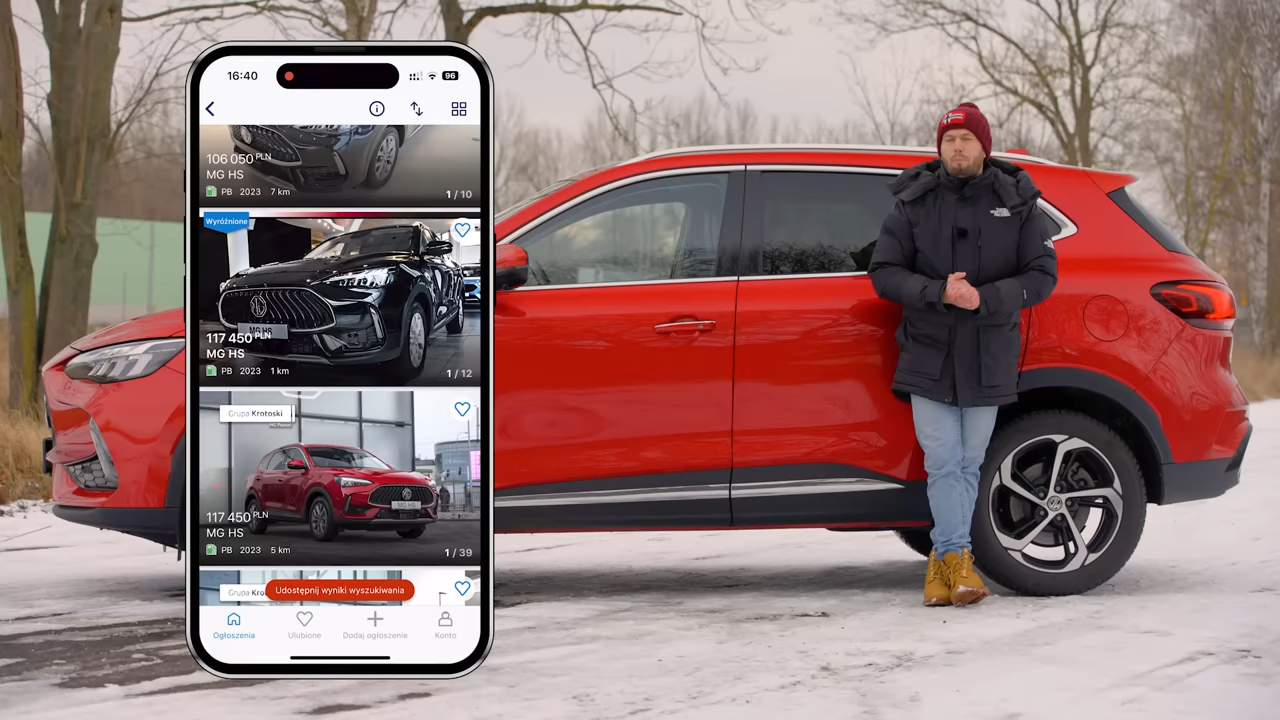 16:40
96
106 050 PLN
MG HS
PB 2023 7 km
1 / 10
Wyróżnione
MG HS
117 450 PLN
MG HS
PB 2023 1 km
1 / 12
Grupa Krotoski
117 450 PLN
MG HS
PB 2023 5 km
1 / 39
Grupa Kro
Udostępnij wyniki wyszukiwania
Ogłoszenia
Ulubione
Dodaj ogłoszenie
Konto
THE NORTH FACE